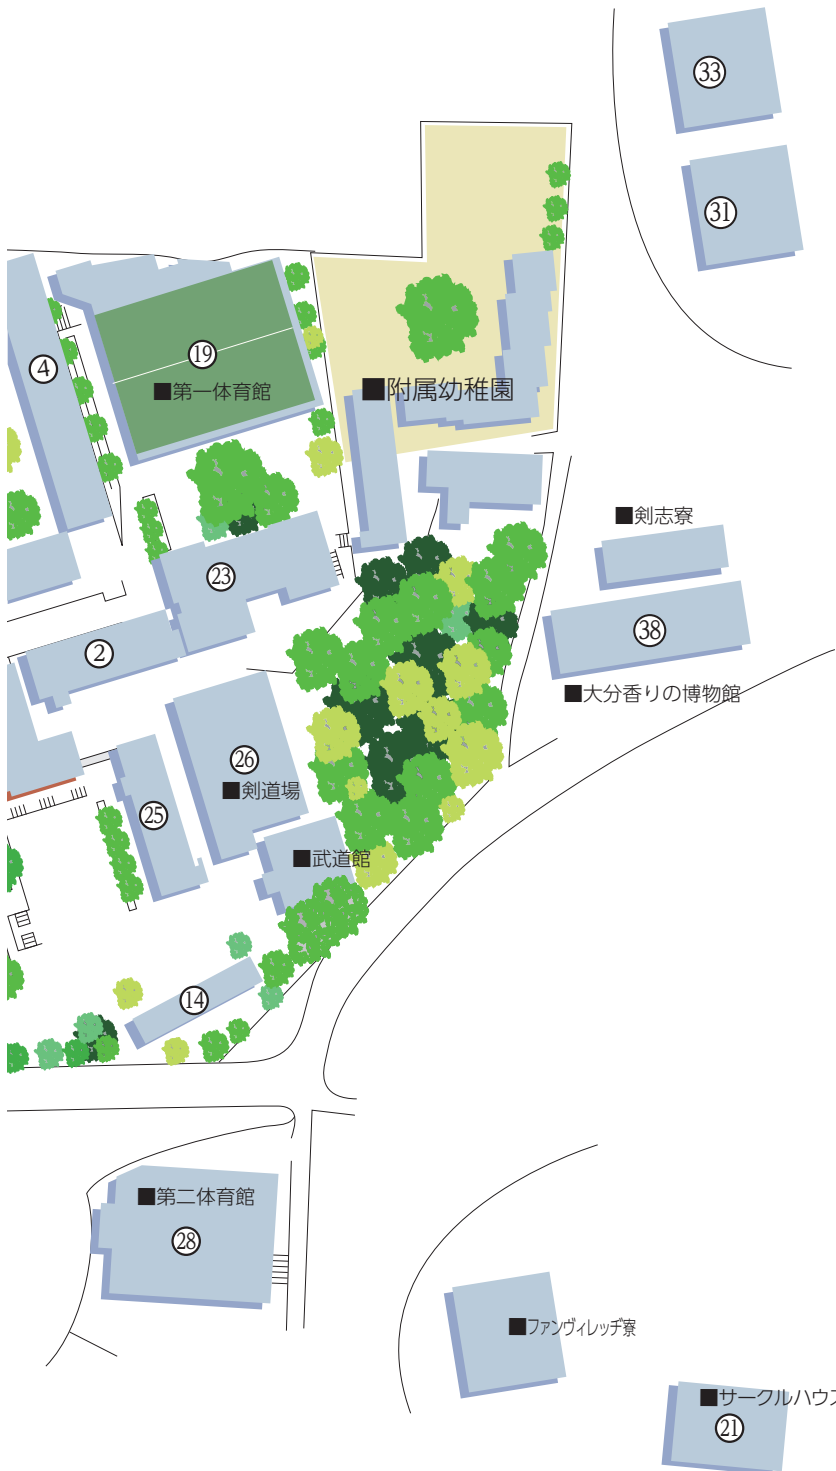 ㉝
㉛
④
⑲
■第一体育館
■附属幼稚園
■剣志寮
㉓
㊳
②
■大分香りの博物館
㉖
■剣道場
㉕
■武道館
⑭
■第二体育館
㉘
■ファンヴィレッヂ寮
■サークルハウス
㉑